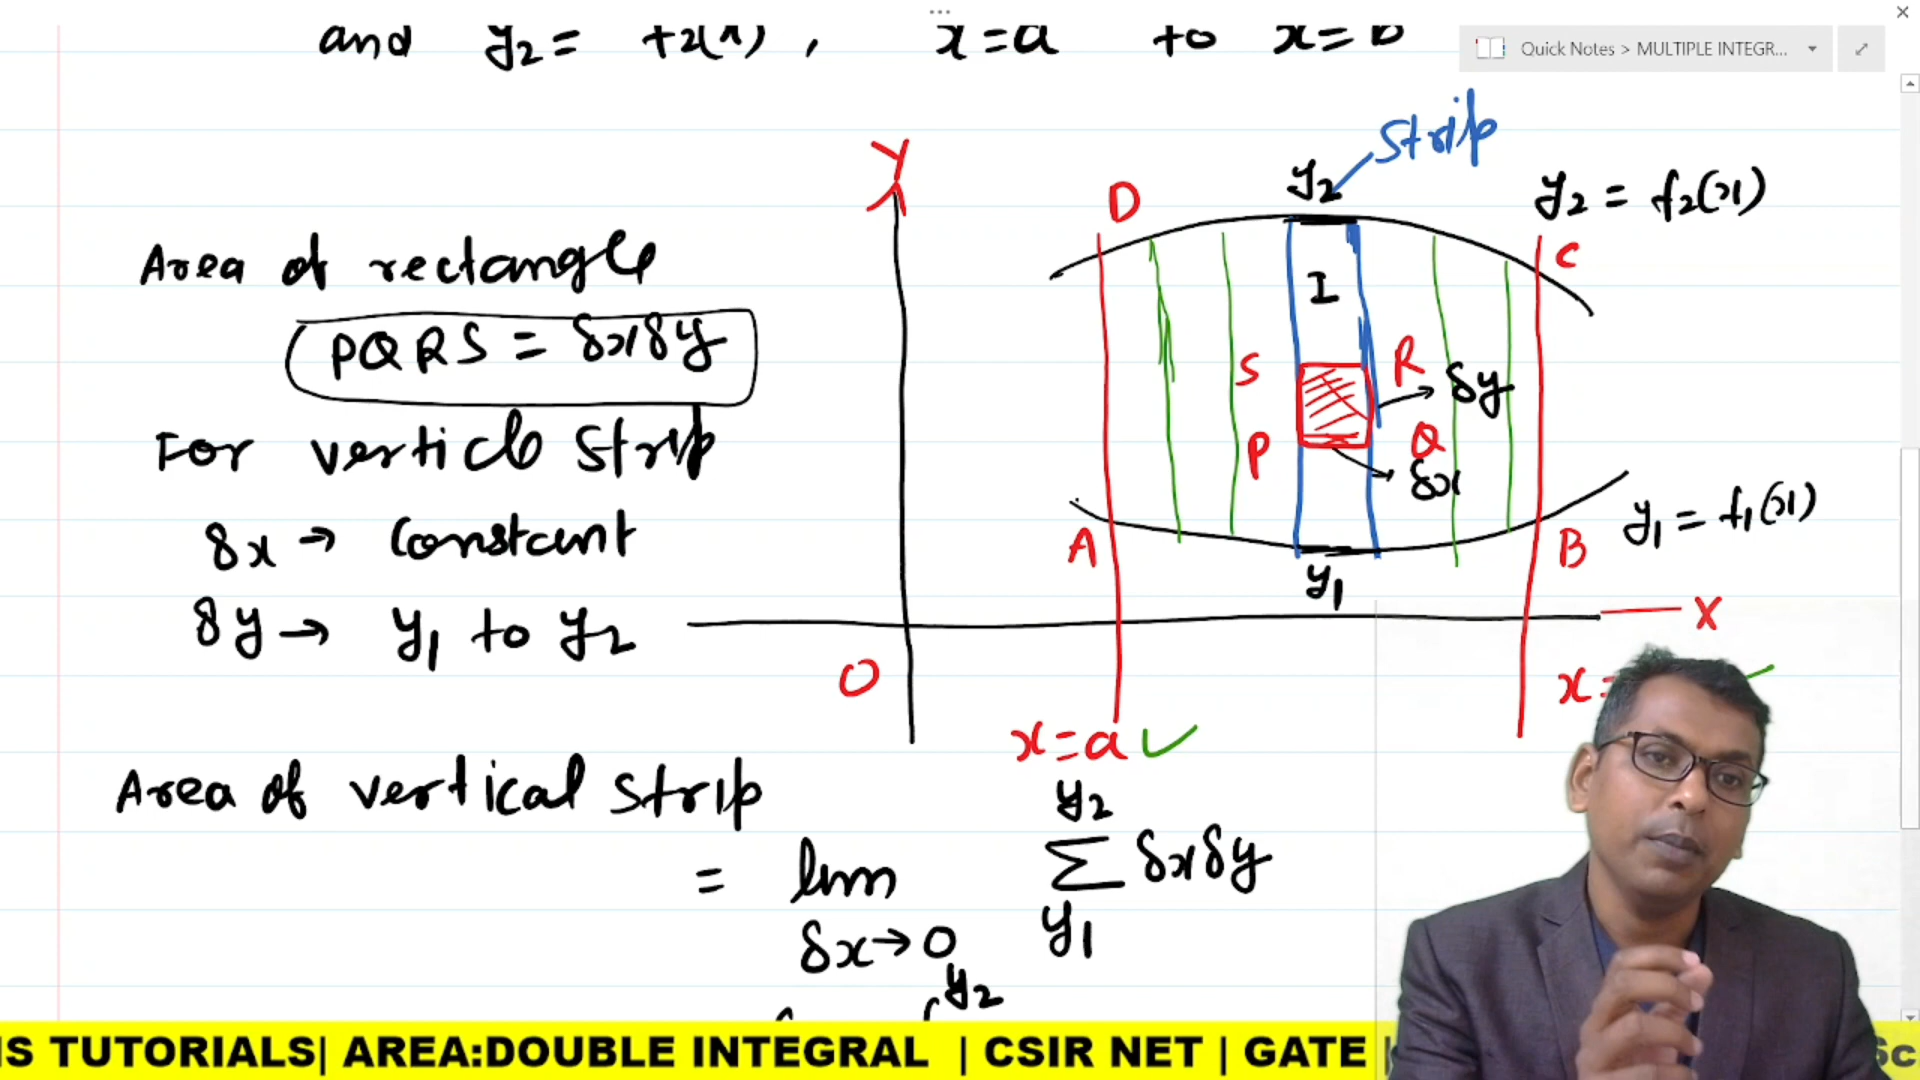 and y₂ = f₂(x), x=a to x=b
Quick Notes > MULTIPLE INTEGR...
Strip
Y
D
y₂
y₂ = f₂(x)
C
Area of rectangle
I
PQRS = δxδy
S
R
δy
P
Q
δx
For verticle Strip
δx → Constant
y₁ = f₁(x)
A
B
y₁
δy → y₁ to y₂
X
O
x=
x=a ✓
Area of vertical Strip
y₂
= lim Σ δxδy
δx→0 y₁
y₂
S TUTORIALS| AREA:DOUBLE INTEGRAL | CSIR NET | GATE